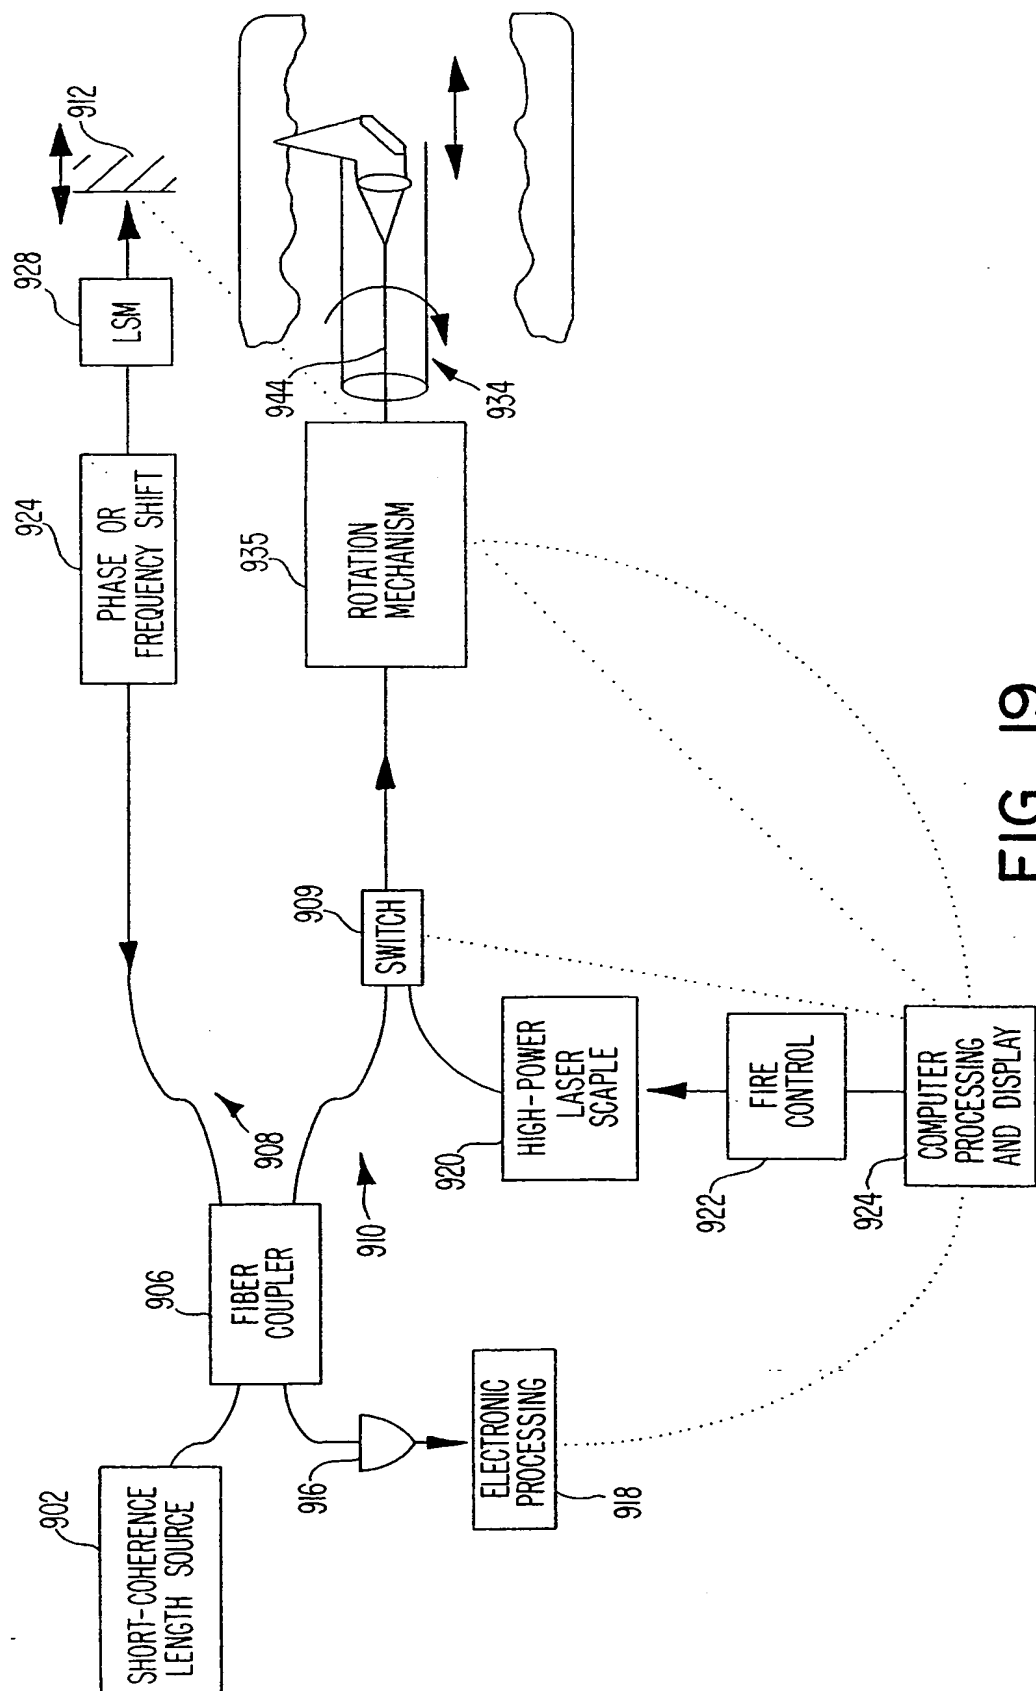 902
SHORT-COHERENCE
LENGTH SOURCE
906
FIBER
COUPLER
908
910
916
ELECTRONIC
PROCESSING
918
924
PHASE OR
FREQUENCY SHIFT
928
LSM
912
909
SWITCH
935
ROTATION
MECHANISM
944
934
HIGH-POWER
LASER
SCAPLE
920
FIRE
CONTROL
922
COMPUTER
PROCESSING
AND DISPLAY
924
FIG. 19